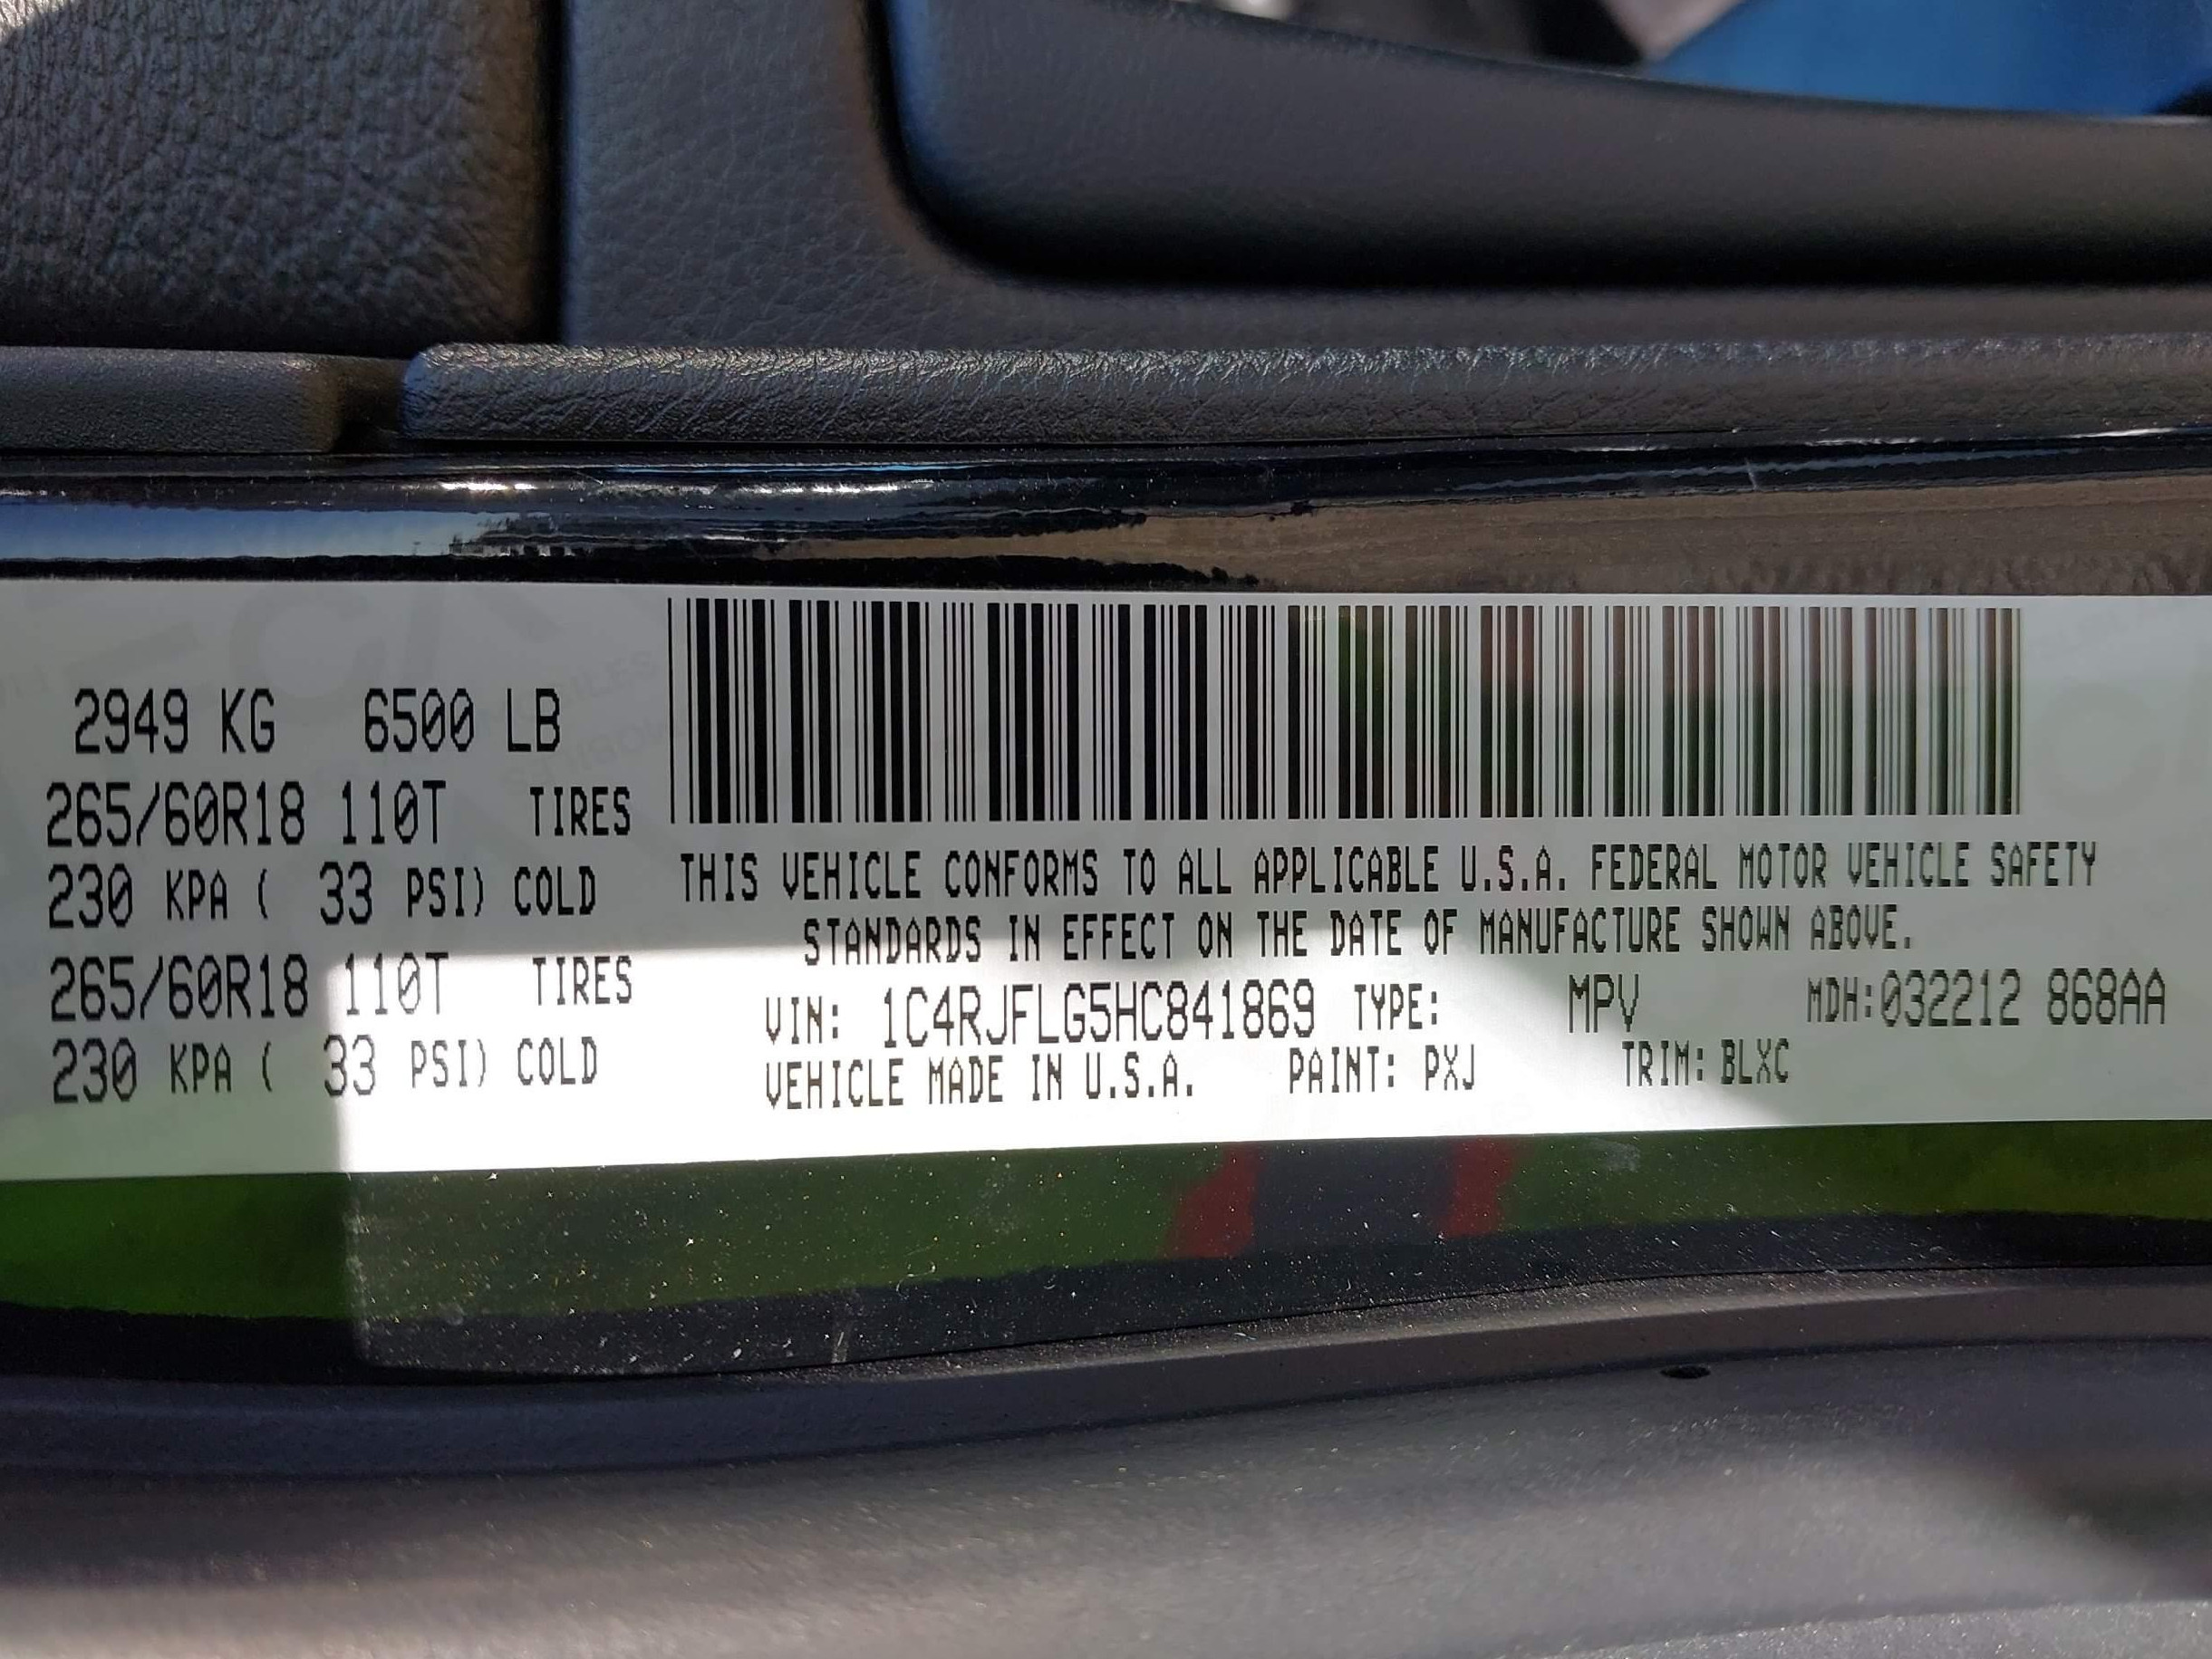 2949 KG 6500 LB
265/60R18 110T TIRES
230 KPA ( 33 PSI) COLD
265/60R18 110T TIRES
230 KPA ( 33 PSI) COLD
THIS VEHICLE CONFORMS TO ALL APPLICABLE U.S.A. FEDERAL MOTOR VEHICLE SAFETY
STANDARDS IN EFFECT ON THE DATE OF MANUFACTURE SHOWN ABOVE.
VIN: 1C4RJFLG5HC841869 TYPE: MPV MDH:032212 868AA
VEHICLE MADE IN U.S.A. PAINT: PXJ TRIM: BLXC